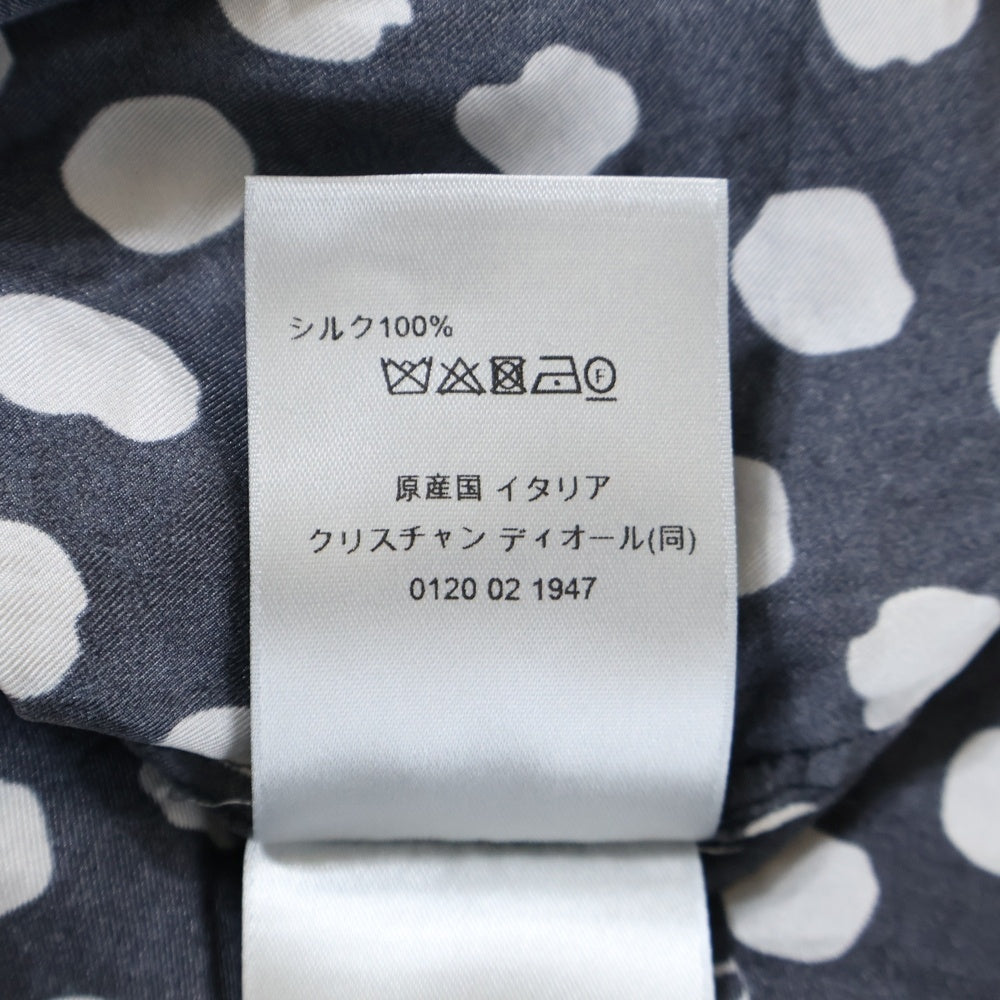 シルク100%
F
原産国 イタリア
クリスチャン ディオール(同)
0120 02 1947